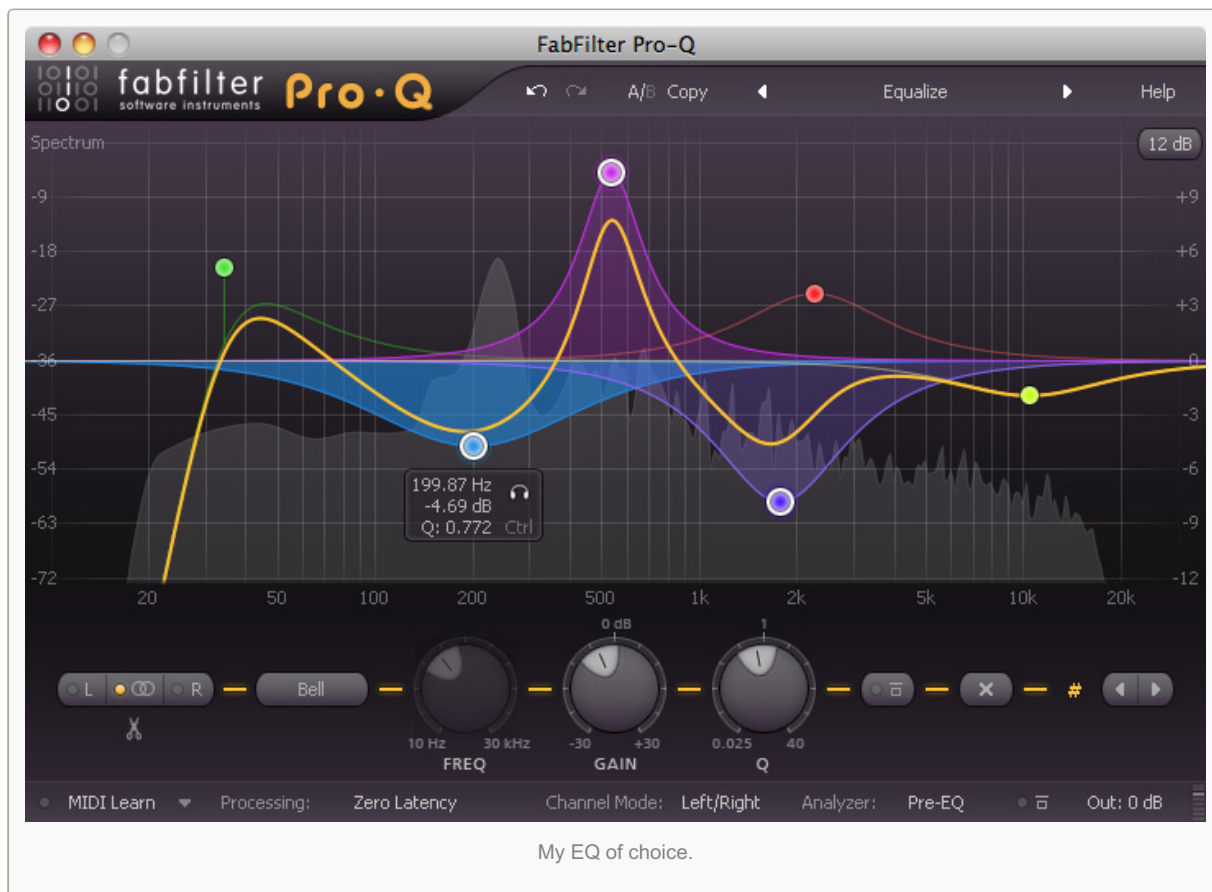 FabFilter Pro-Q
fabfilter
software instruments
Pro·Q
A/B Copy
Equalize
Help
Spectrum
12 dB
-9 +9
-18 +6
-27 +3
-36 0
-45 -3
-54 -6
-63 -9
-72 -12
199.87 Hz
-4.69 dB
Q: 0.772 Ctrl
20 50 100 200 500 1k 2k 5k 10k 20k
0 dB 1
L R Bell #
10 Hz 30 kHz -30 +30 0.025 40
FREQ GAIN Q
MIDI Learn Processing: Zero Latency Channel Mode: Left/Right Analyzer: Pre-EQ Out: 0 dB
My EQ of choice.